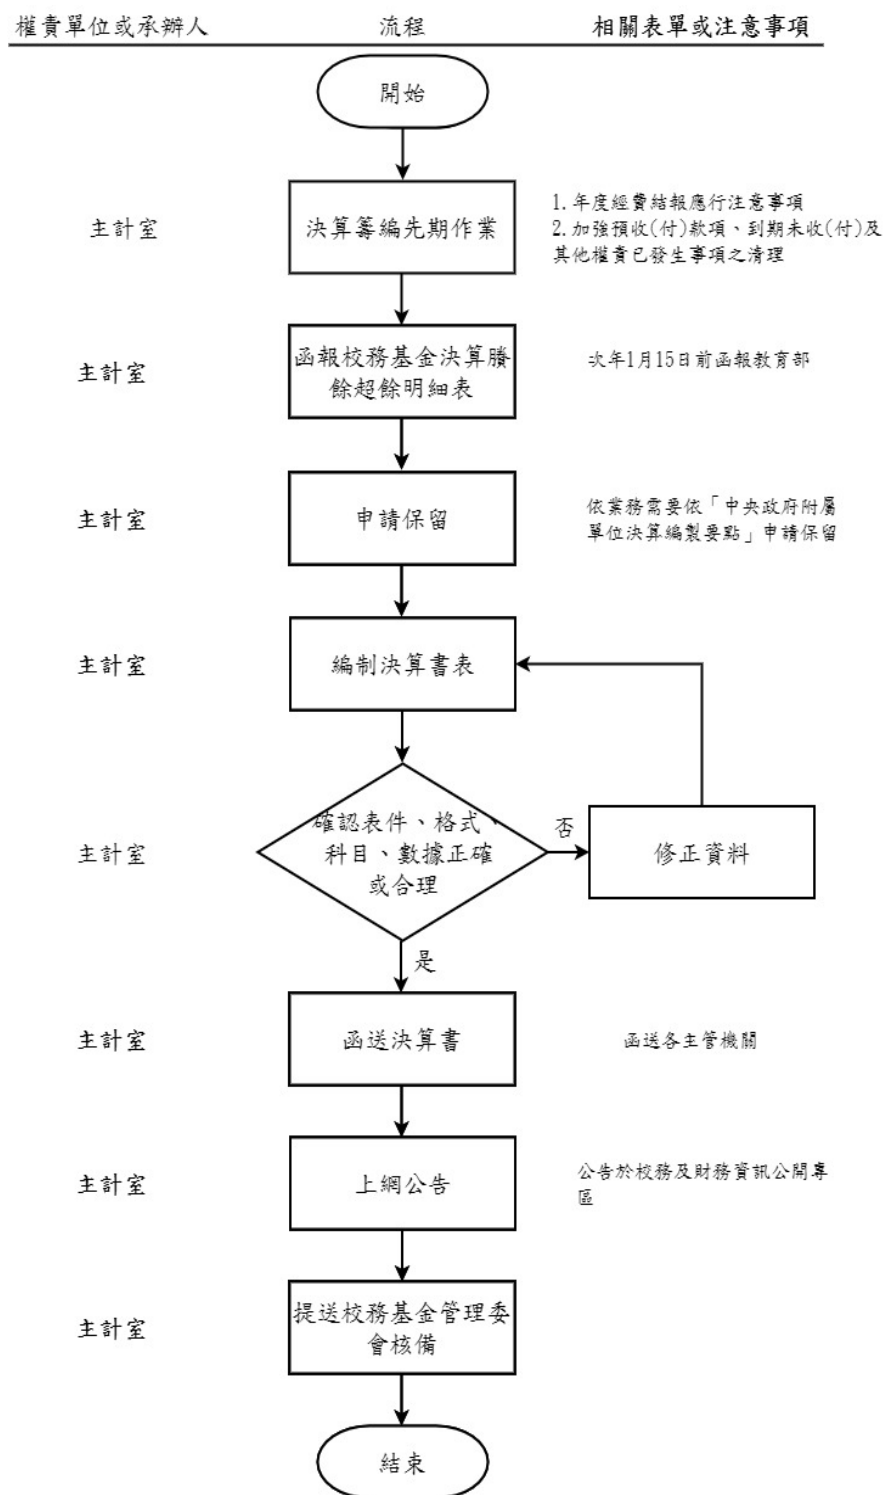 權責單位或承辦人
流程
相關表單或注意事項
開始
主計室
決算籌編先期作業
1.年度經費結報應行注意事項
2.加強預收(付)款項、到期未收(付)及
其他權責已發生事項之清理
主計室
函報校務基金決算賸
餘超餘明細表
次年1月15日前函報教育部
主計室
申請保留
依業務需要依「中央政府附屬
單位決算編製要點」申請保留
主計室
編制決算書表
主計室
確認表件、格式、
科目、數據正確
或合理
否
修正資料
是
主計室
函送決算書
函送各主管機關
主計室
上網公告
公告於校務及財務資訊公開專
區
主計室
提送校務基金管理委
會核備
結束